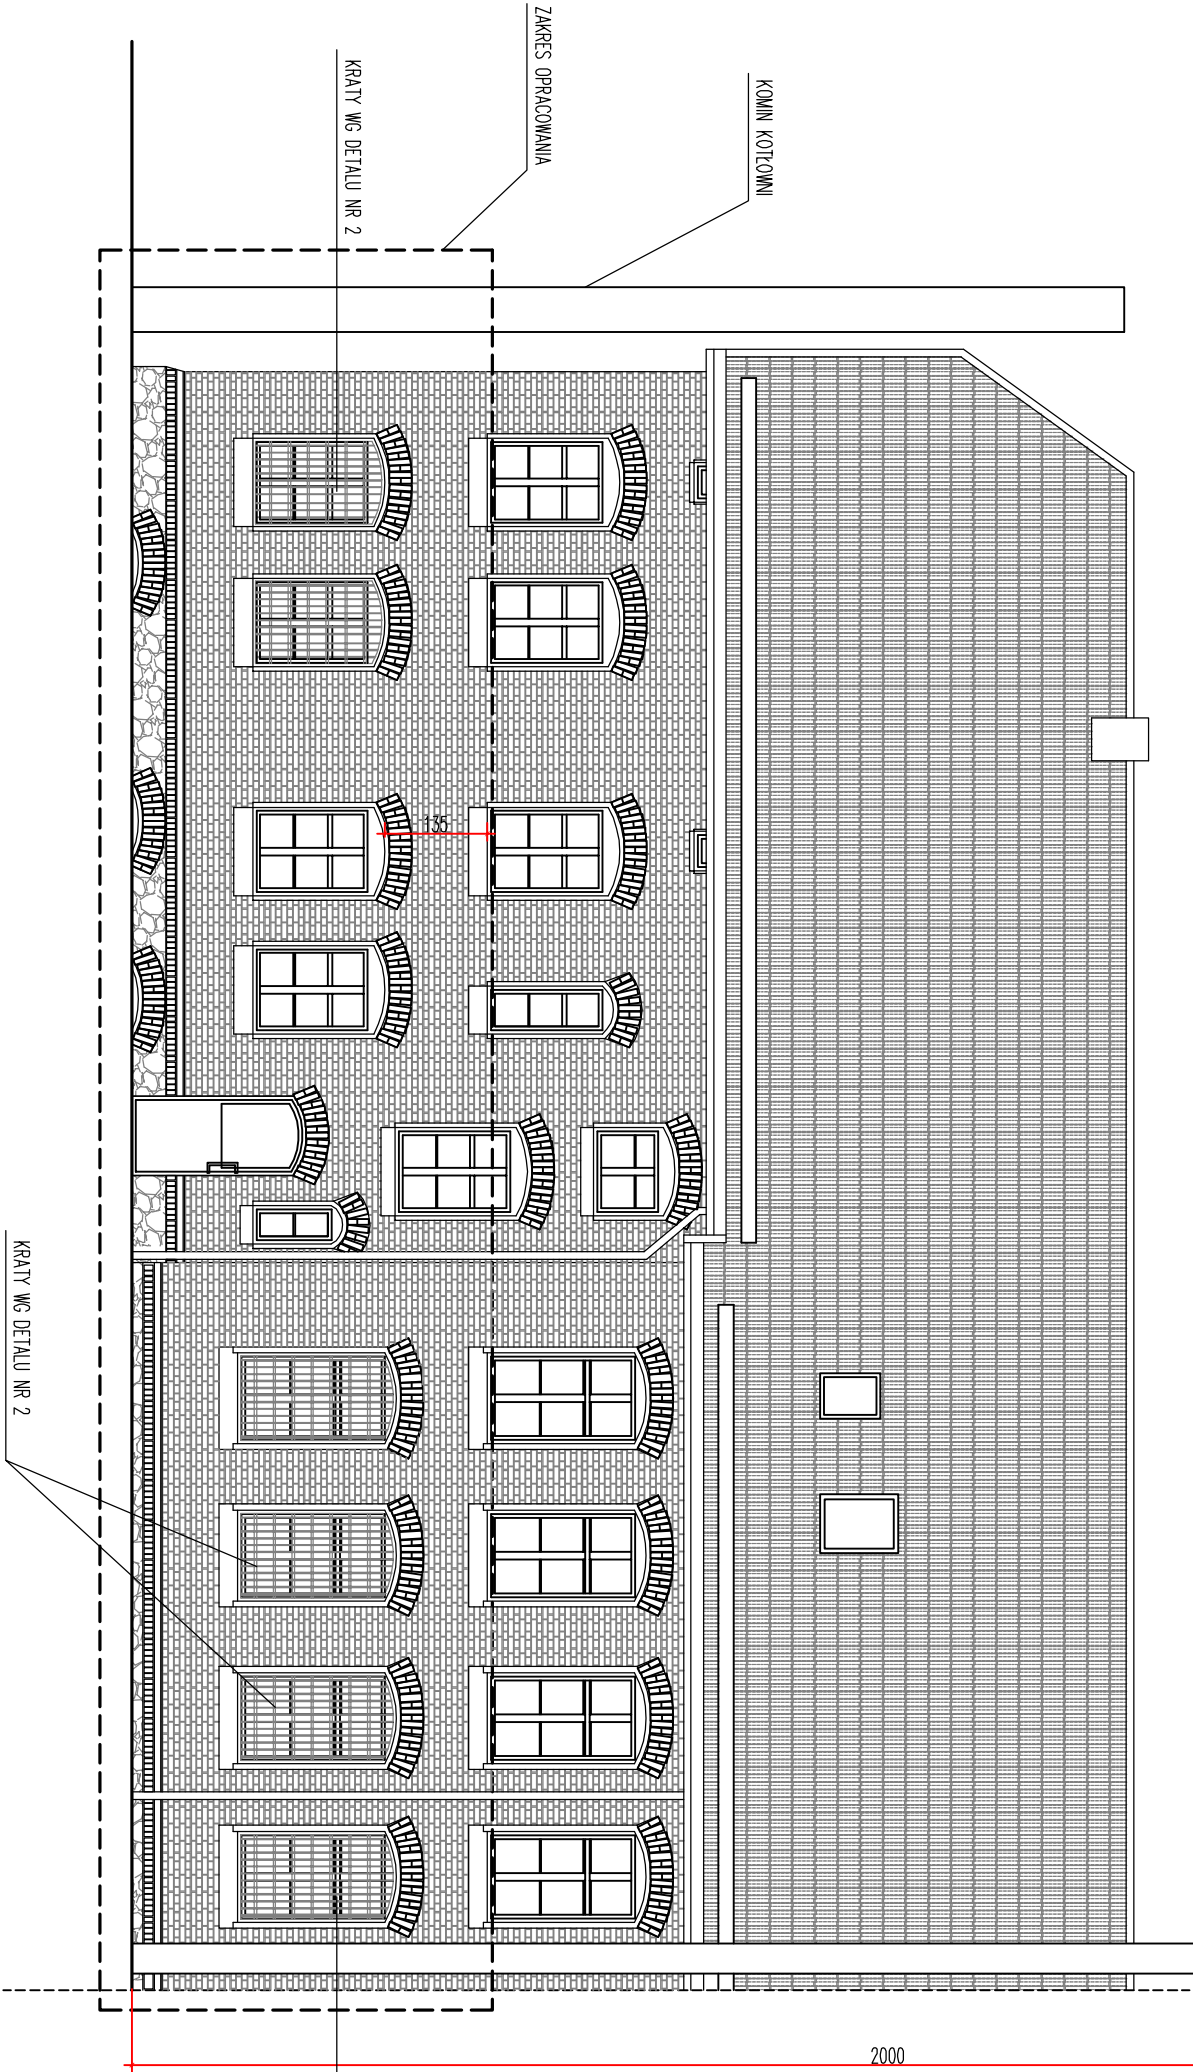 ZAKRES OPRACOWANIA
KOMIN KOTŁOWNI
KRATY WG DETALU NR 2
135
KRATY WG DETALU NR 2
2000